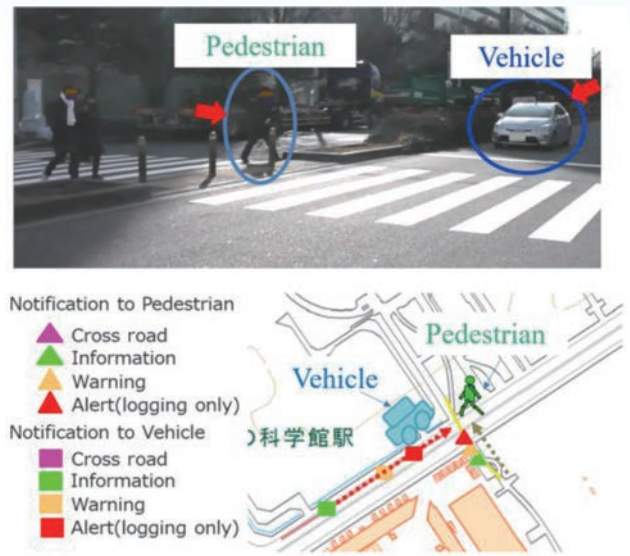 Pedestrian
Vehicle
Notification to Pedestrian
Cross road
Information
Warning
Alert(logging only)
Notification to Vehicle
Cross road
Information
Warning
Alert(logging only)
Pedestrian
Vehicle
の科学館駅